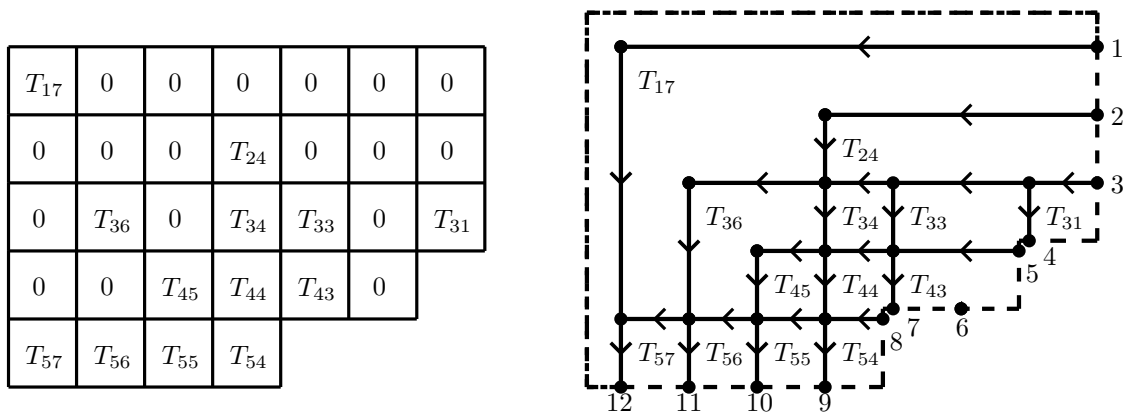 T₁₇ 0 0 0 0 0 0
0 0 0 T₂₄ 0 0 0
0 T₃₆ 0 T₃₄ T₃₃ 0 T₃₁
0 0 T₄₅ T₄₄ T₄₃ 0
T₅₇ T₅₆ T₅₅ T₅₄
1
T₁₇
2
T₂₄
3
T₃₆ T₃₄ T₃₃ T₃₁
4
5
T₄₅ T₄₄ T₄₃
7 6
8
T₅₇ T₅₆ T₅₅ T₅₄
12 11 10 9